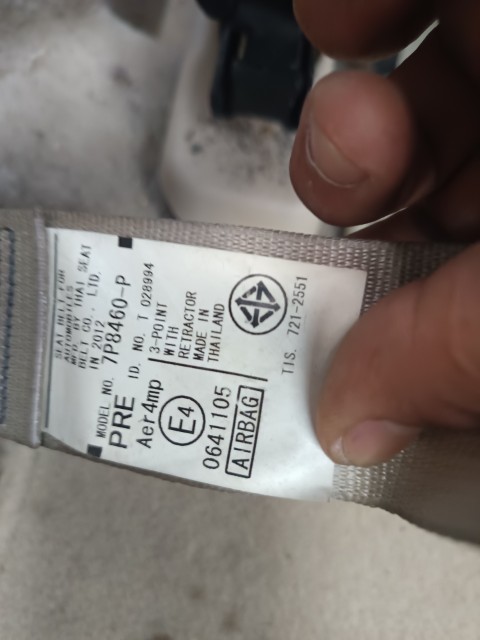 SEAT BELT FOR
AUTOMOBILES
MFD. BY THAI SEAT
BELT CO., LTD.
IN 2012
MODEL NO. 7P8460-P
PRE ID. NO. T 028994
Aer4mp
3-POINT
WITH
RETRACTOR
MADE IN
THAILAND
E4
0641105
AIRBAG
TIS. 721-2551